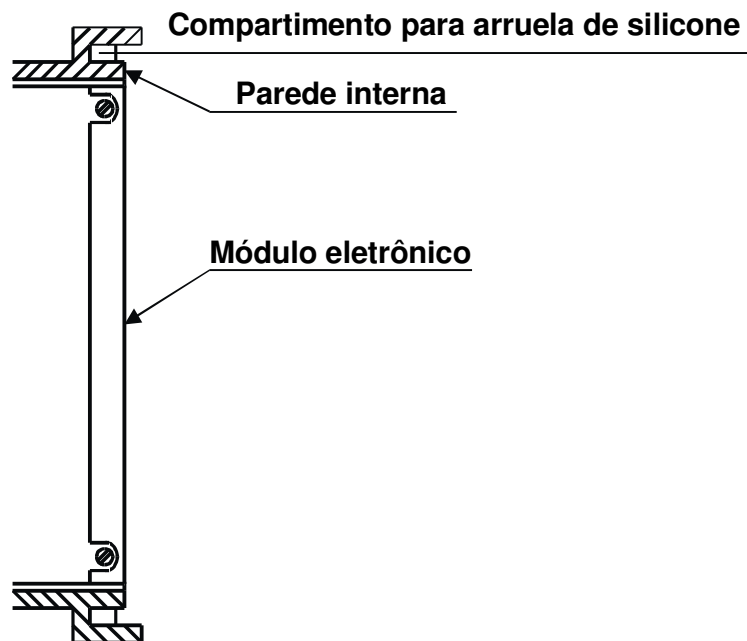 Compartimento para arruela de silicone
Parede interna
Módulo eletrônico